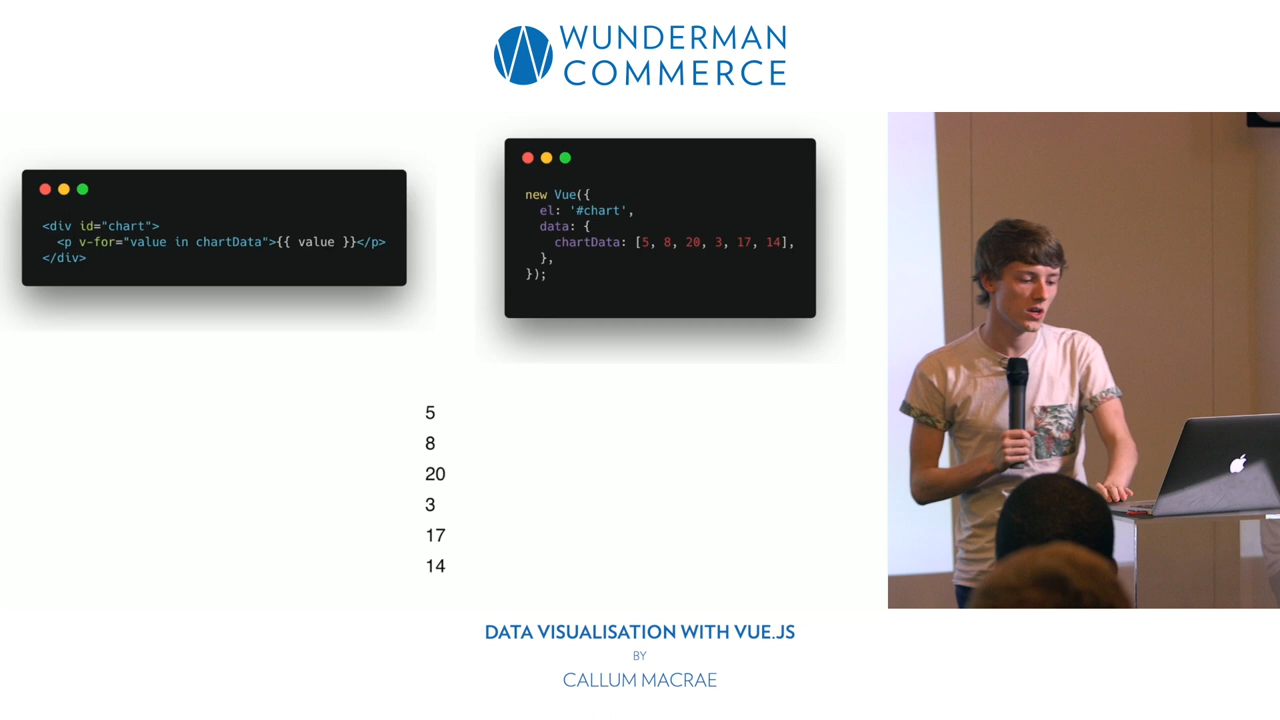 WUNDERMAN
COMMERCE
<div id="chart">
  <p v-for="value in chartData">{{ value }}</p>
</div>
new Vue({
  el: '#chart',
  data: {
    chartData: [5, 8, 20, 3, 17, 14],
  },
});
5
8
20
3
17
14
DATA VISUALISATION WITH VUE.JS
BY
CALLUM MACRAE